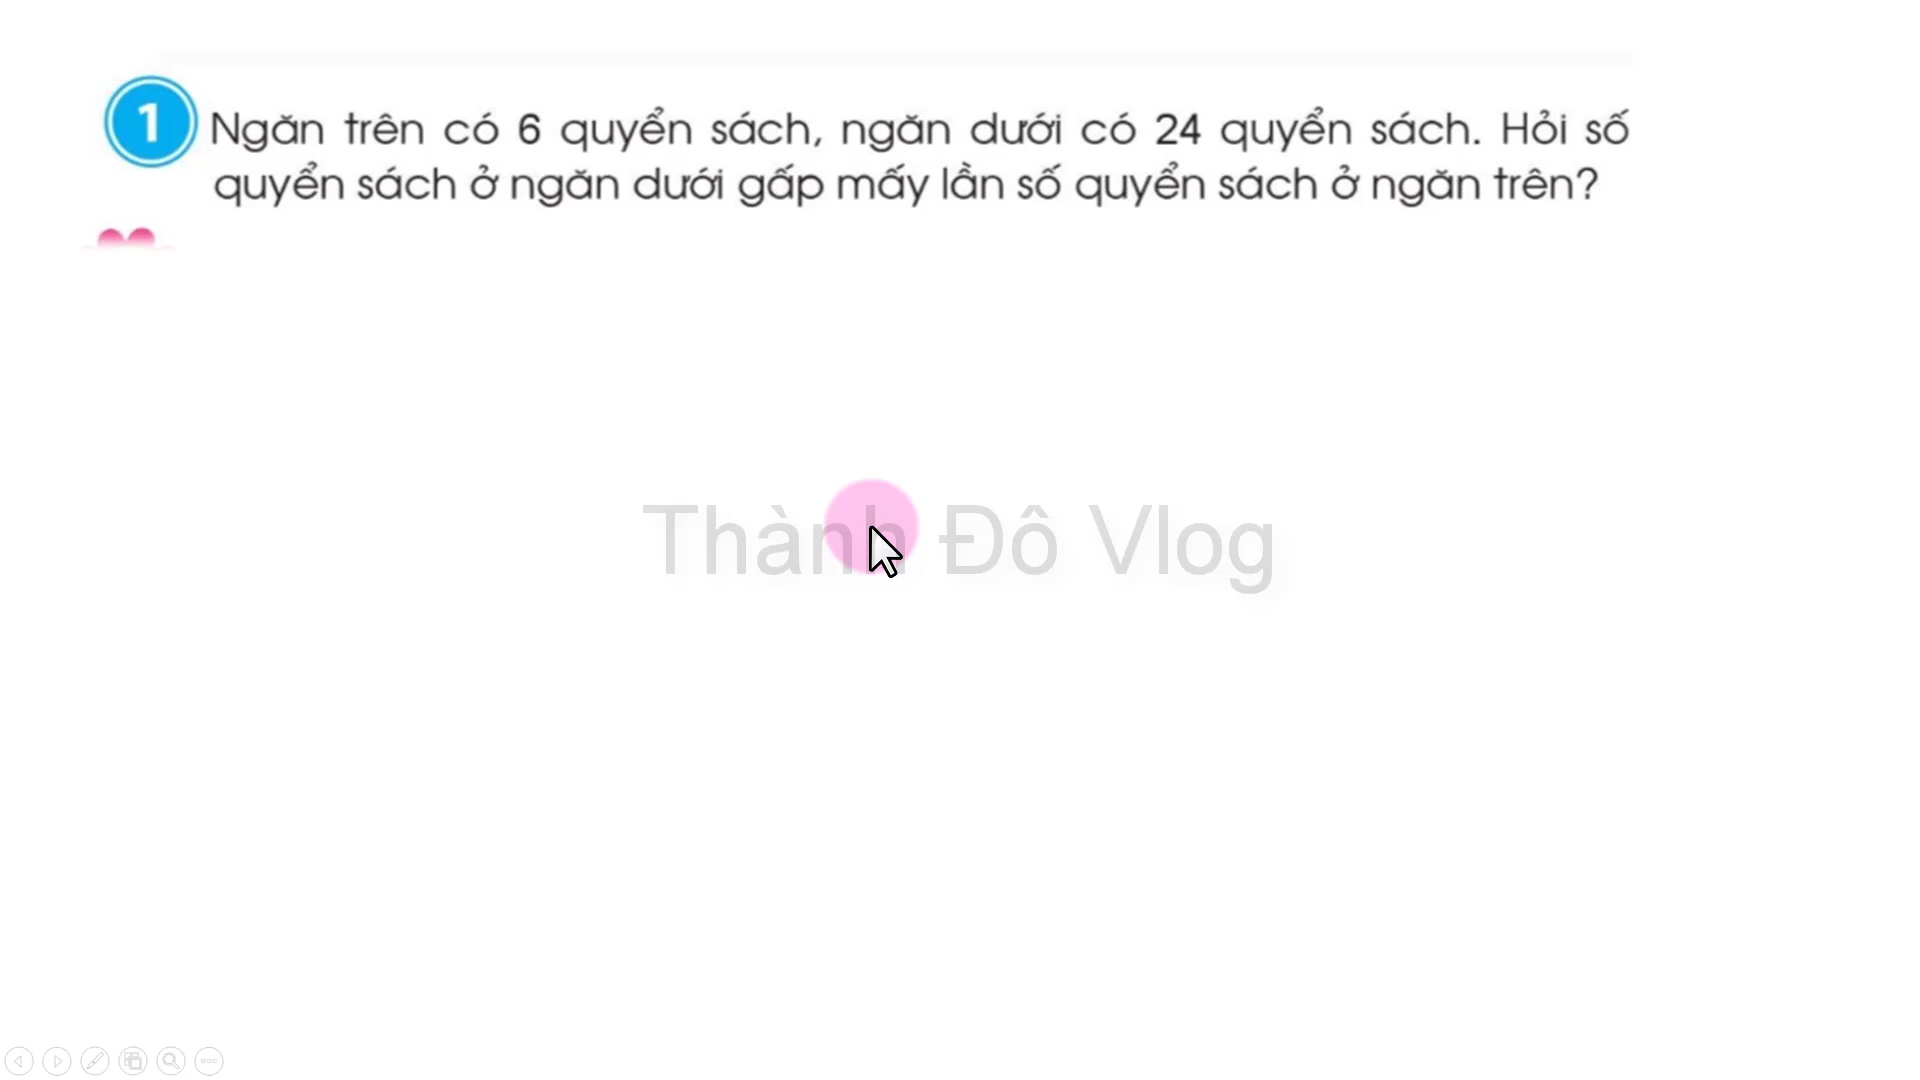 1
Ngăn trên có 6 quyển sách, ngăn dưới có 24 quyển sách. Hỏi số
quyển sách ở ngăn dưới gấp mấy lần số quyển sách ở ngăn trên?
Thành Đô Vlog